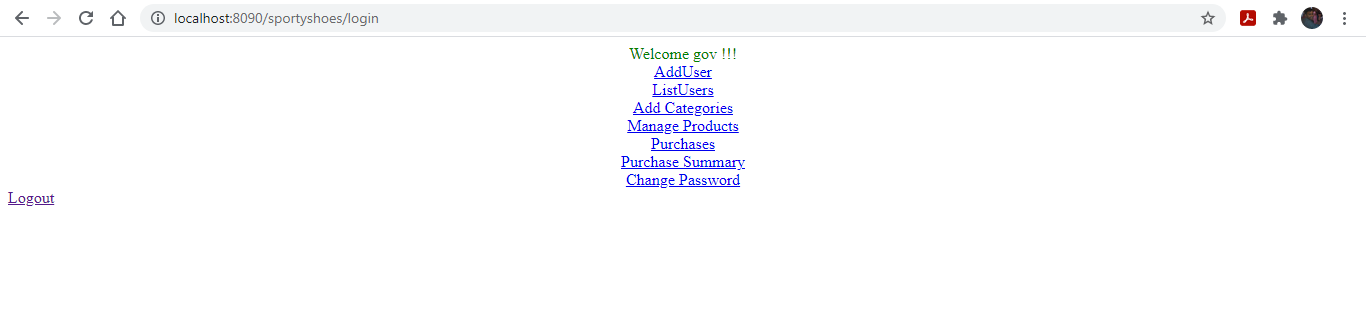 localhost:8090/sportyshoes/login
Welcome gov !!!
AddUser
ListUsers
Add Categories
Manage Products
Purchases
Purchase Summary
Change Password
Logout